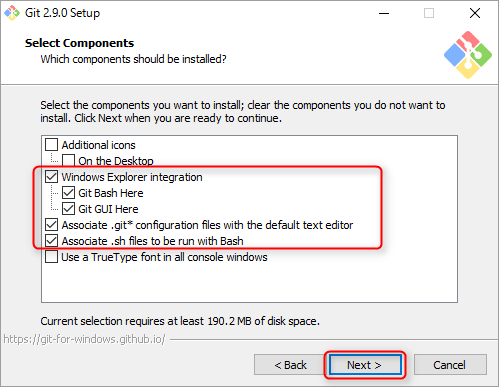 Git 2.9.0 Setup
Select Components
Which components should be installed?
Select the components you want to install; clear the components you do not want to
install. Click Next when you are ready to continue.
Additional icons
On the Desktop
Windows Explorer integration
Git Bash Here
Git GUI Here
Associate .git* configuration files with the default text editor
Associate .sh files to be run with Bash
Use a TrueType font in all console windows
Current selection requires at least 190.2 MB of disk space.
https://git-for-windows.github.io/
< Back
Next >
Cancel